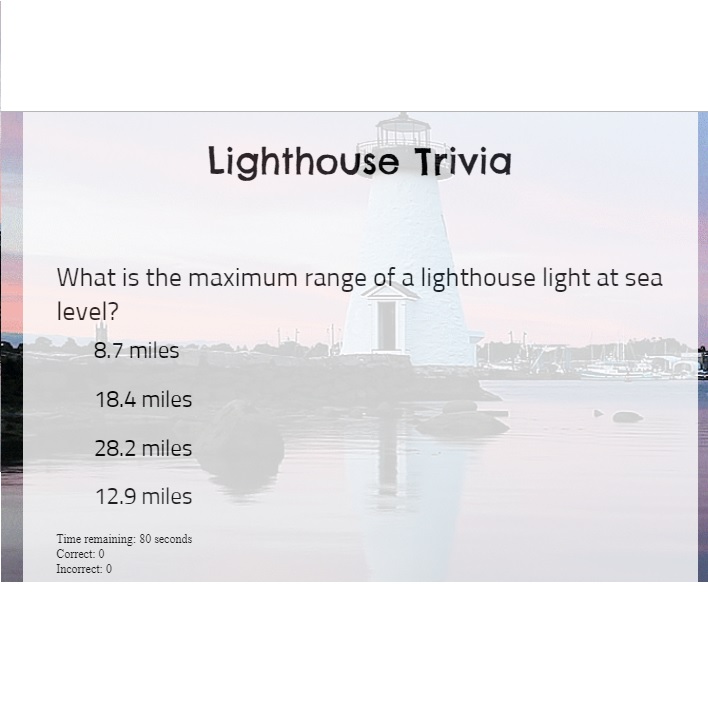 Lighthouse Trivia
What is the maximum range of a lighthouse light at sea
level?
8.7 miles
18.4 miles
28.2 miles
12.9 miles
Time remaining: 80 seconds
Correct: 0
Incorrect: 0